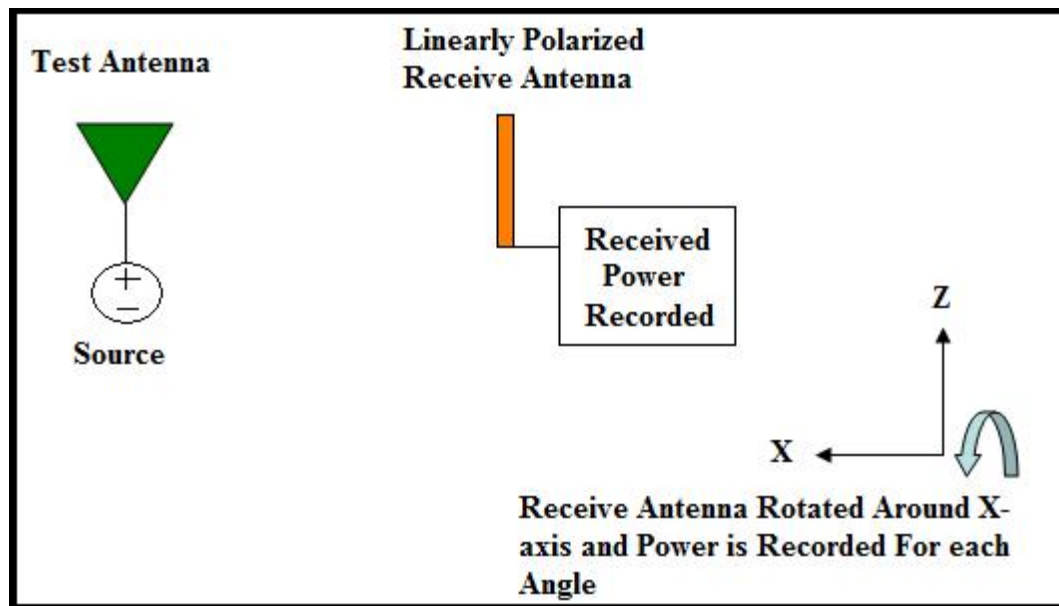 Test Antenna
Linearly Polarized
Receive Antenna
Received
Power
Recorded
+
−
Source
Z
X
Receive Antenna Rotated Around X-
axis and Power is Recorded For each
Angle